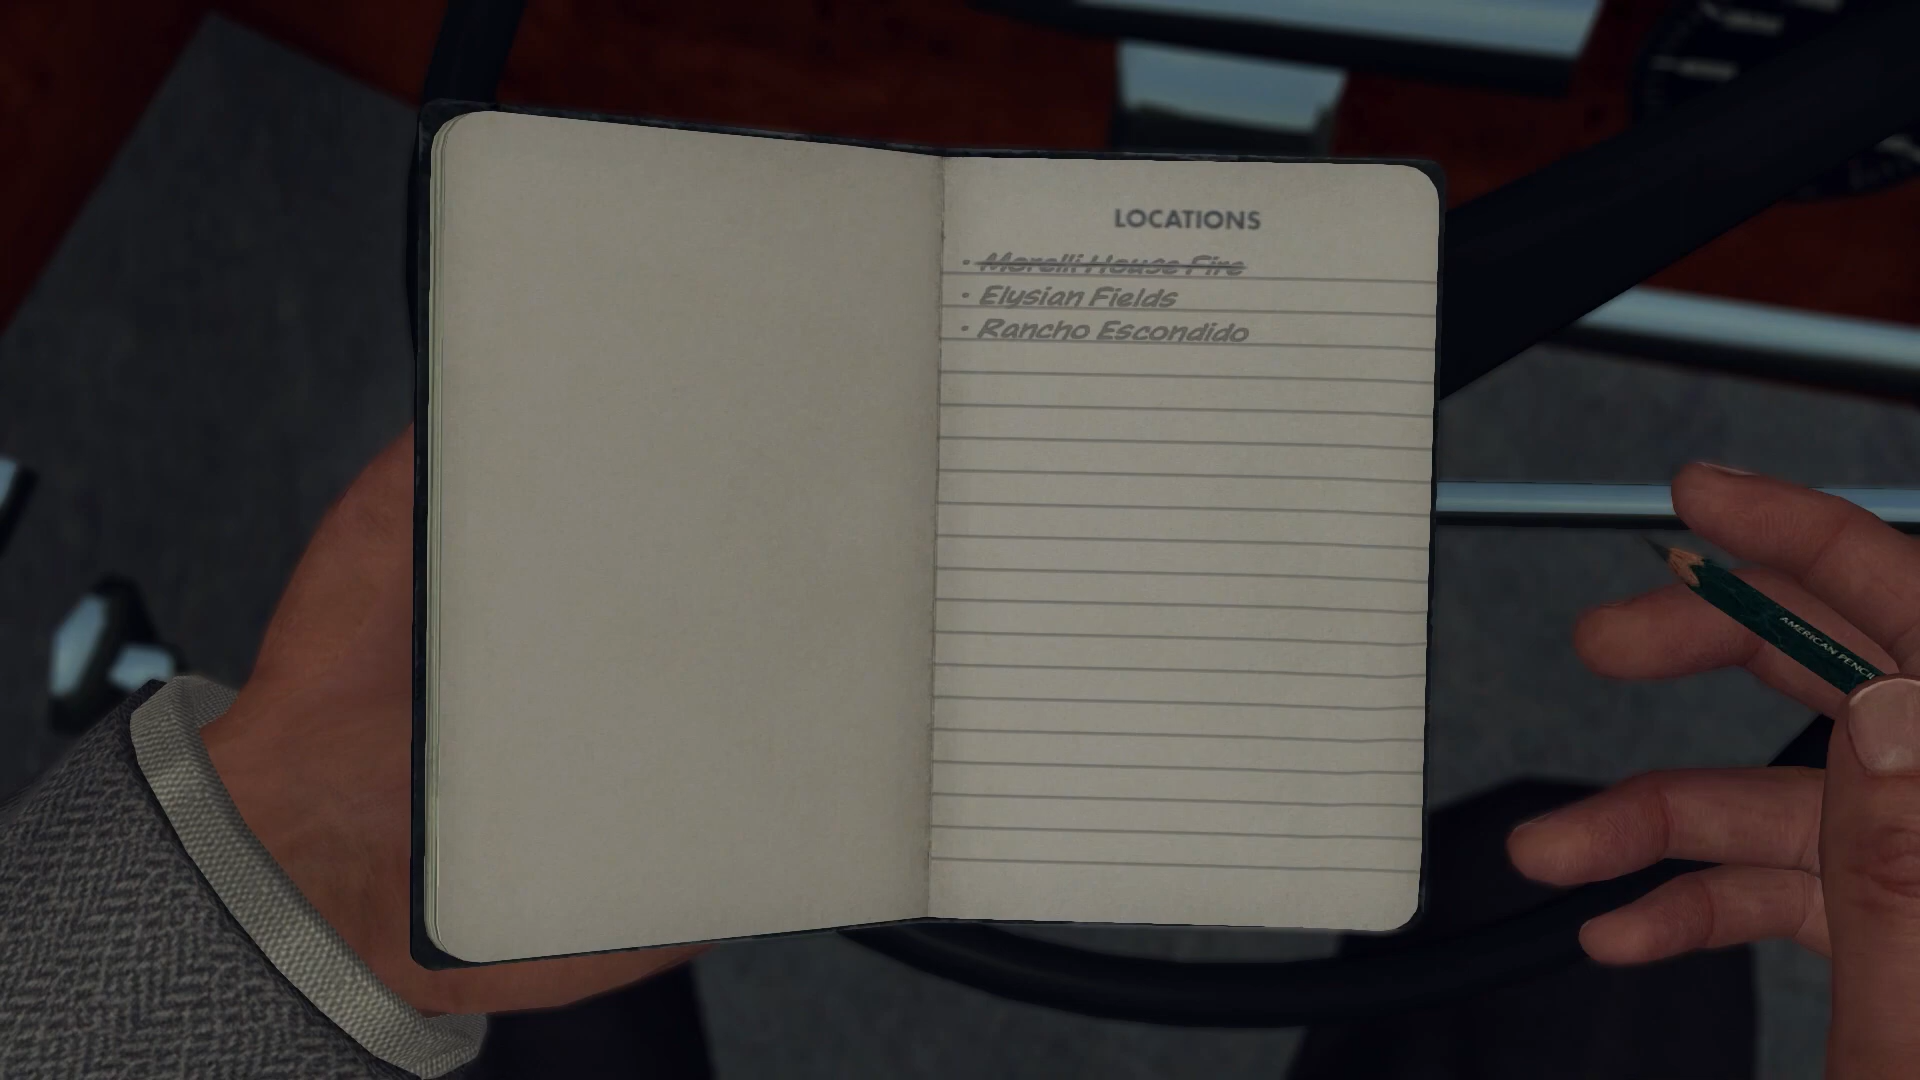 LOCATIONS
· Morelli House Fire
· Elysian Fields
· Rancho Escondido
AMERICAN PENCIL